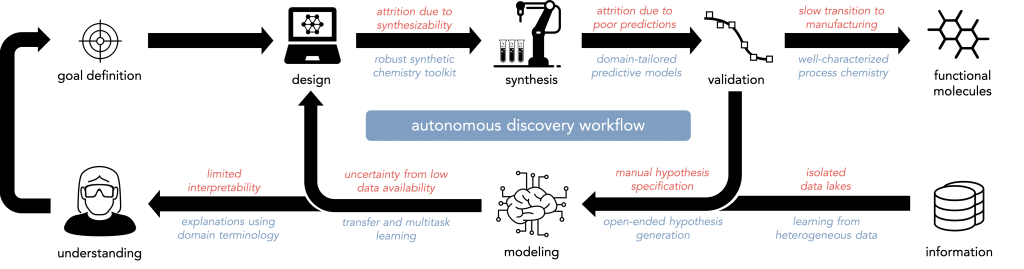 attrition due to
synthesizability
attrition due to
poor predictions
slow transition to
manufacturing
robust synthetic
chemistry toolkit
domain-tailored
predictive models
well-characterized
process chemistry
goal definition
design
synthesis
validation
functional
molecules
autonomous discovery workflow
limited
interpretability
uncertainty from low
data availability
manual hypothesis
specification
isolated
data lakes
explanations using
domain terminology
transfer and multitask
learning
open-ended hypothesis
generation
learning from
heterogeneous data
understanding
modeling
information